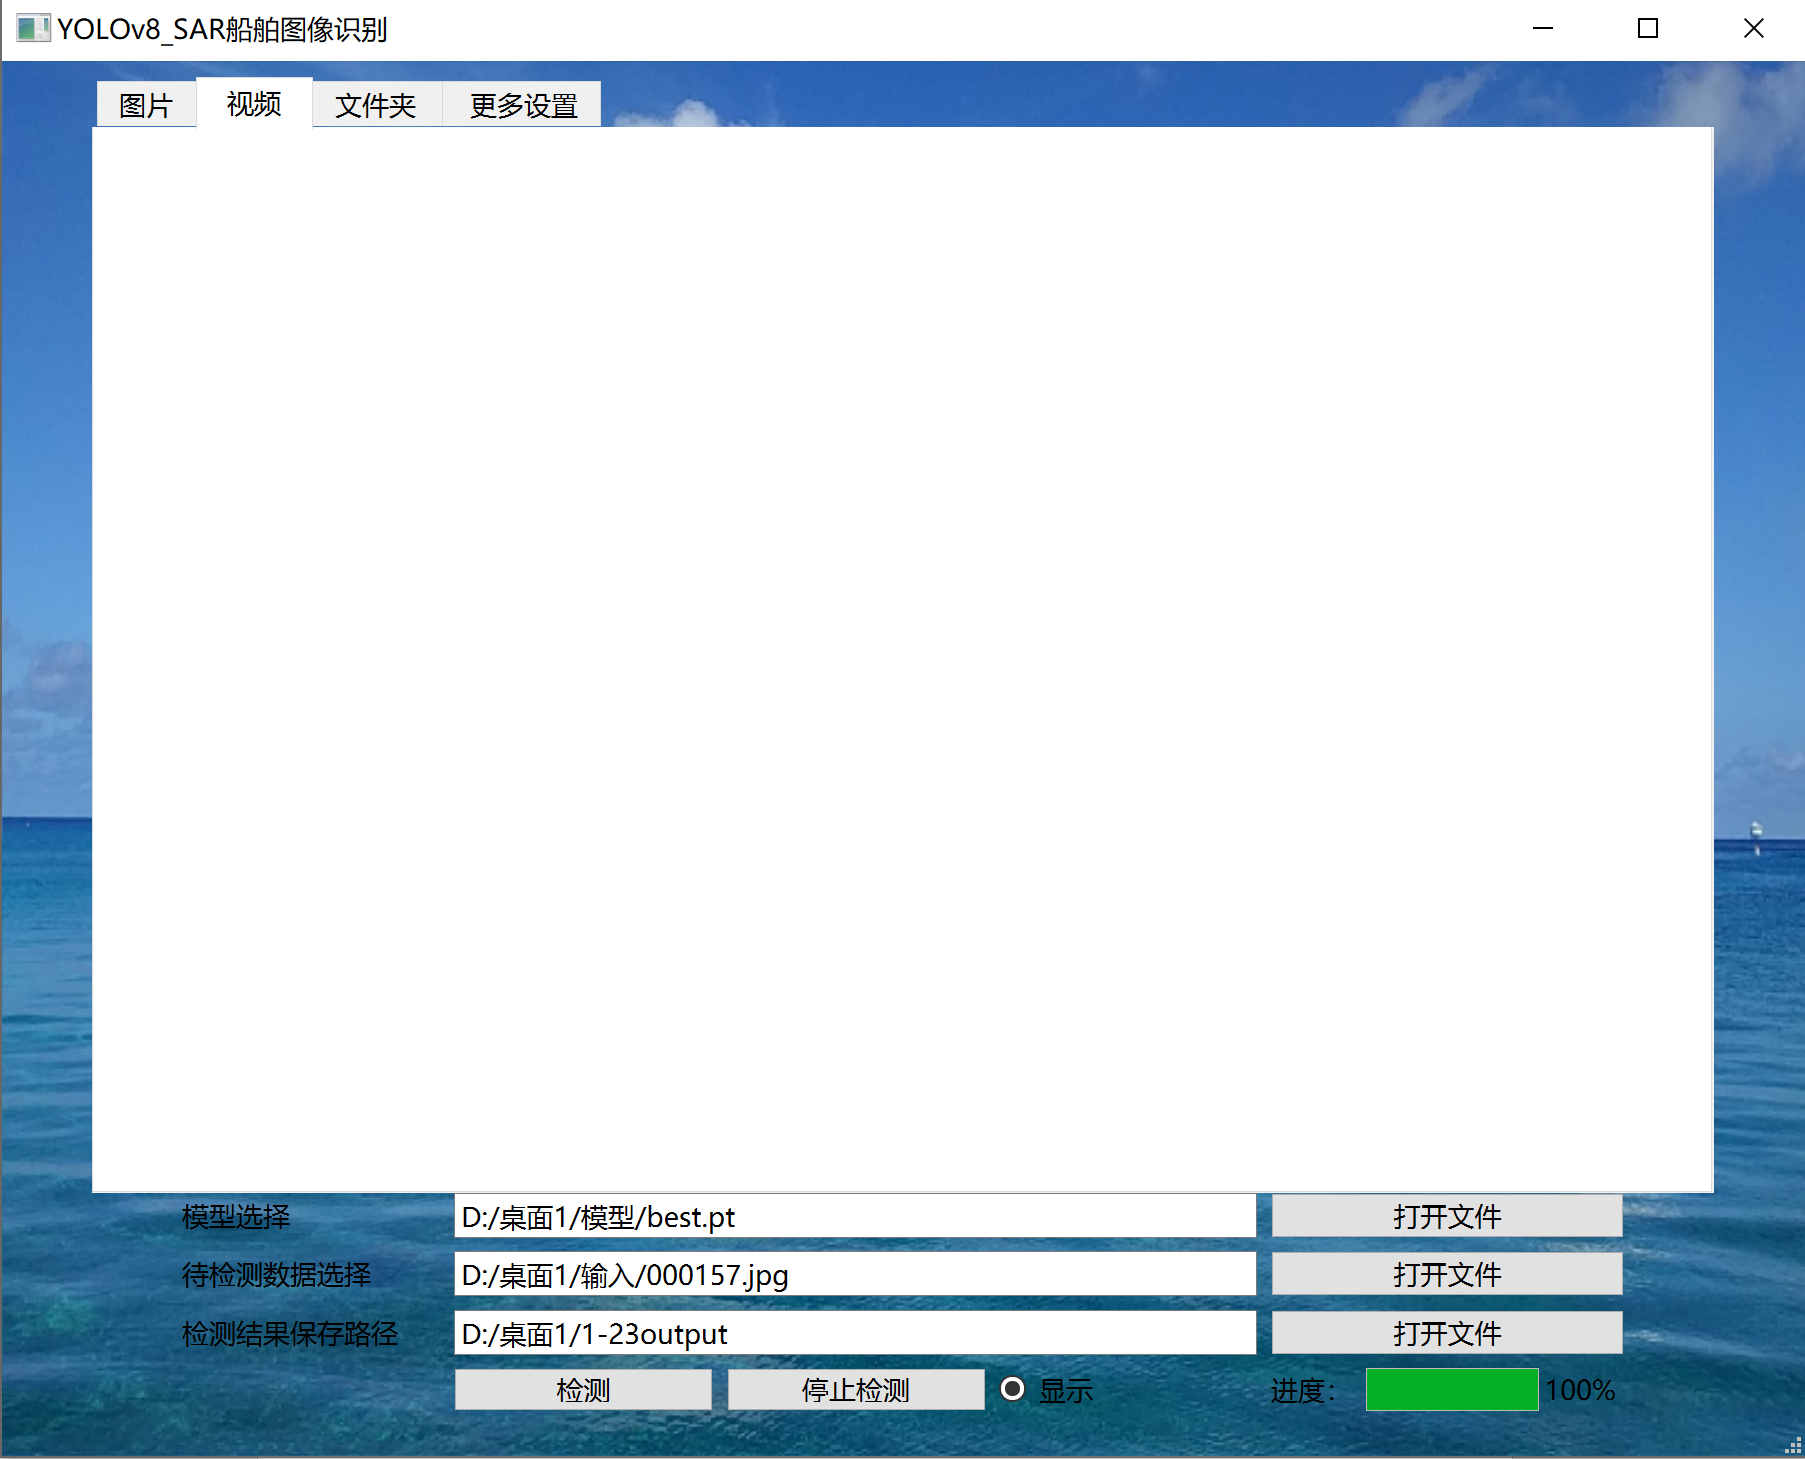 YOLOv8_SAR船舶图像识别
图片 视频 文件夹 更多设置
模型选择 D:/桌面1/模型/best.pt 打开文件
待检测数据选择 D:/桌面1/输入/000157.jpg 打开文件
检测结果保存路径 D:/桌面1/1-23output 打开文件
检测 停止检测 显示 进度： 100%